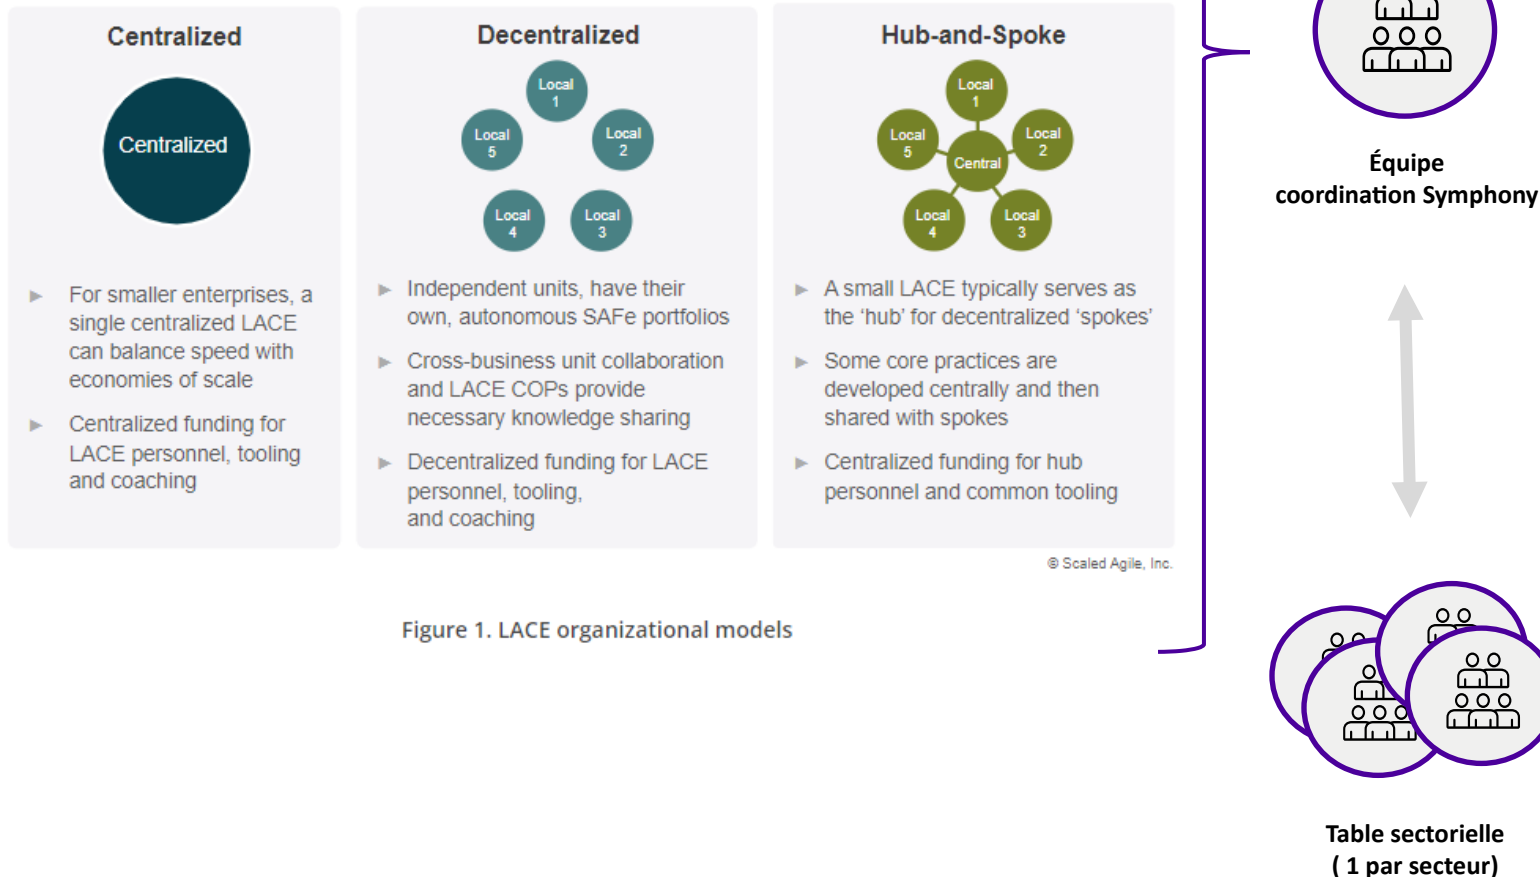 Centralized
Centralized
► For smaller enterprises, a
single centralized LACE
can balance speed with
economies of scale
► Centralized funding for
LACE personnel, tooling
and coaching
Decentralized
Local
1
Local
5
Local
2
Local
4
Local
3
► Independent units, have their
own, autonomous SAFe portfolios
► Cross-business unit collaboration
and LACE COPs provide
necessary knowledge sharing
► Decentralized funding for LACE
personnel, tooling,
and coaching
Hub-and-Spoke
Local
1
Local
5
Local
2
Central
Local
4
Local
3
► A small LACE typically serves as
the ‘hub’ for decentralized ‘spokes’
► Some core practices are
developed centrally and then
shared with spokes
► Centralized funding for hub
personnel and common tooling
© Scaled Agile, Inc.
Figure 1. LACE organizational models
Équipe
coordination Symphony
Table sectorielle
( 1 par secteur)